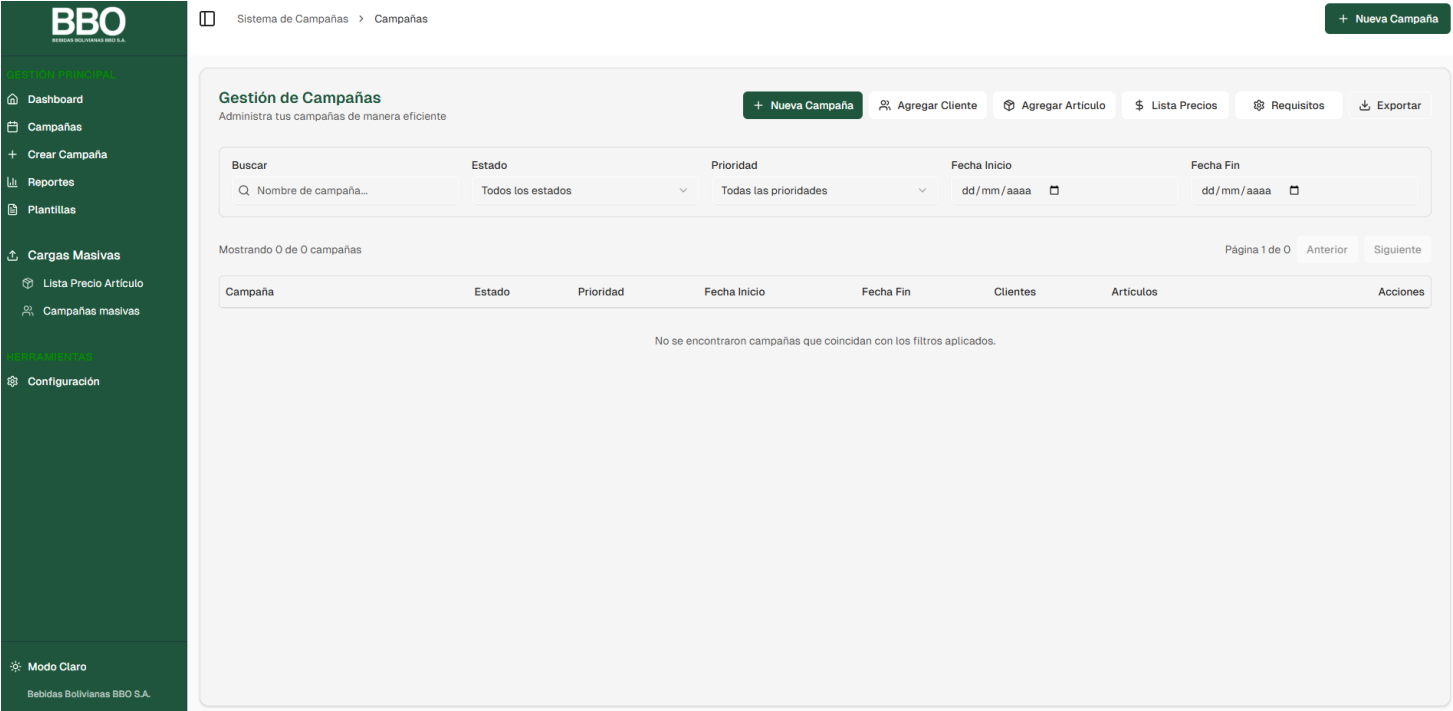 BBO
BEBIDAS BOLIVIANAS BBO S.A.
Sistema de Campañas > Campañas
+ Nueva Campaña
GESTIÓN PRINCIPAL
Dashboard
Campañas
Crear Campaña
Reportes
Plantillas
Cargas Masivas
Lista Precio Artículo
Campañas masivas
HERRAMIENTAS
Configuración
Modo Claro
Bebidas Bolivianas BBO S.A.
Gestión de Campañas
Administra tus campañas de manera eficiente
+ Nueva Campaña Agregar Cliente Agregar Artículo $ Lista Precios Requisitos Exportar
Buscar Estado Prioridad Fecha Inicio Fecha Fin
Nombre de campaña... Todos los estados Todas las prioridades dd/mm/aaaa dd/mm/aaaa
Mostrando 0 de 0 campañas Página 1 de 0 Anterior Siguiente
Campaña Estado Prioridad Fecha Inicio Fecha Fin Clientes Artículos Acciones
No se encontraron campañas que coincidan con los filtros aplicados.